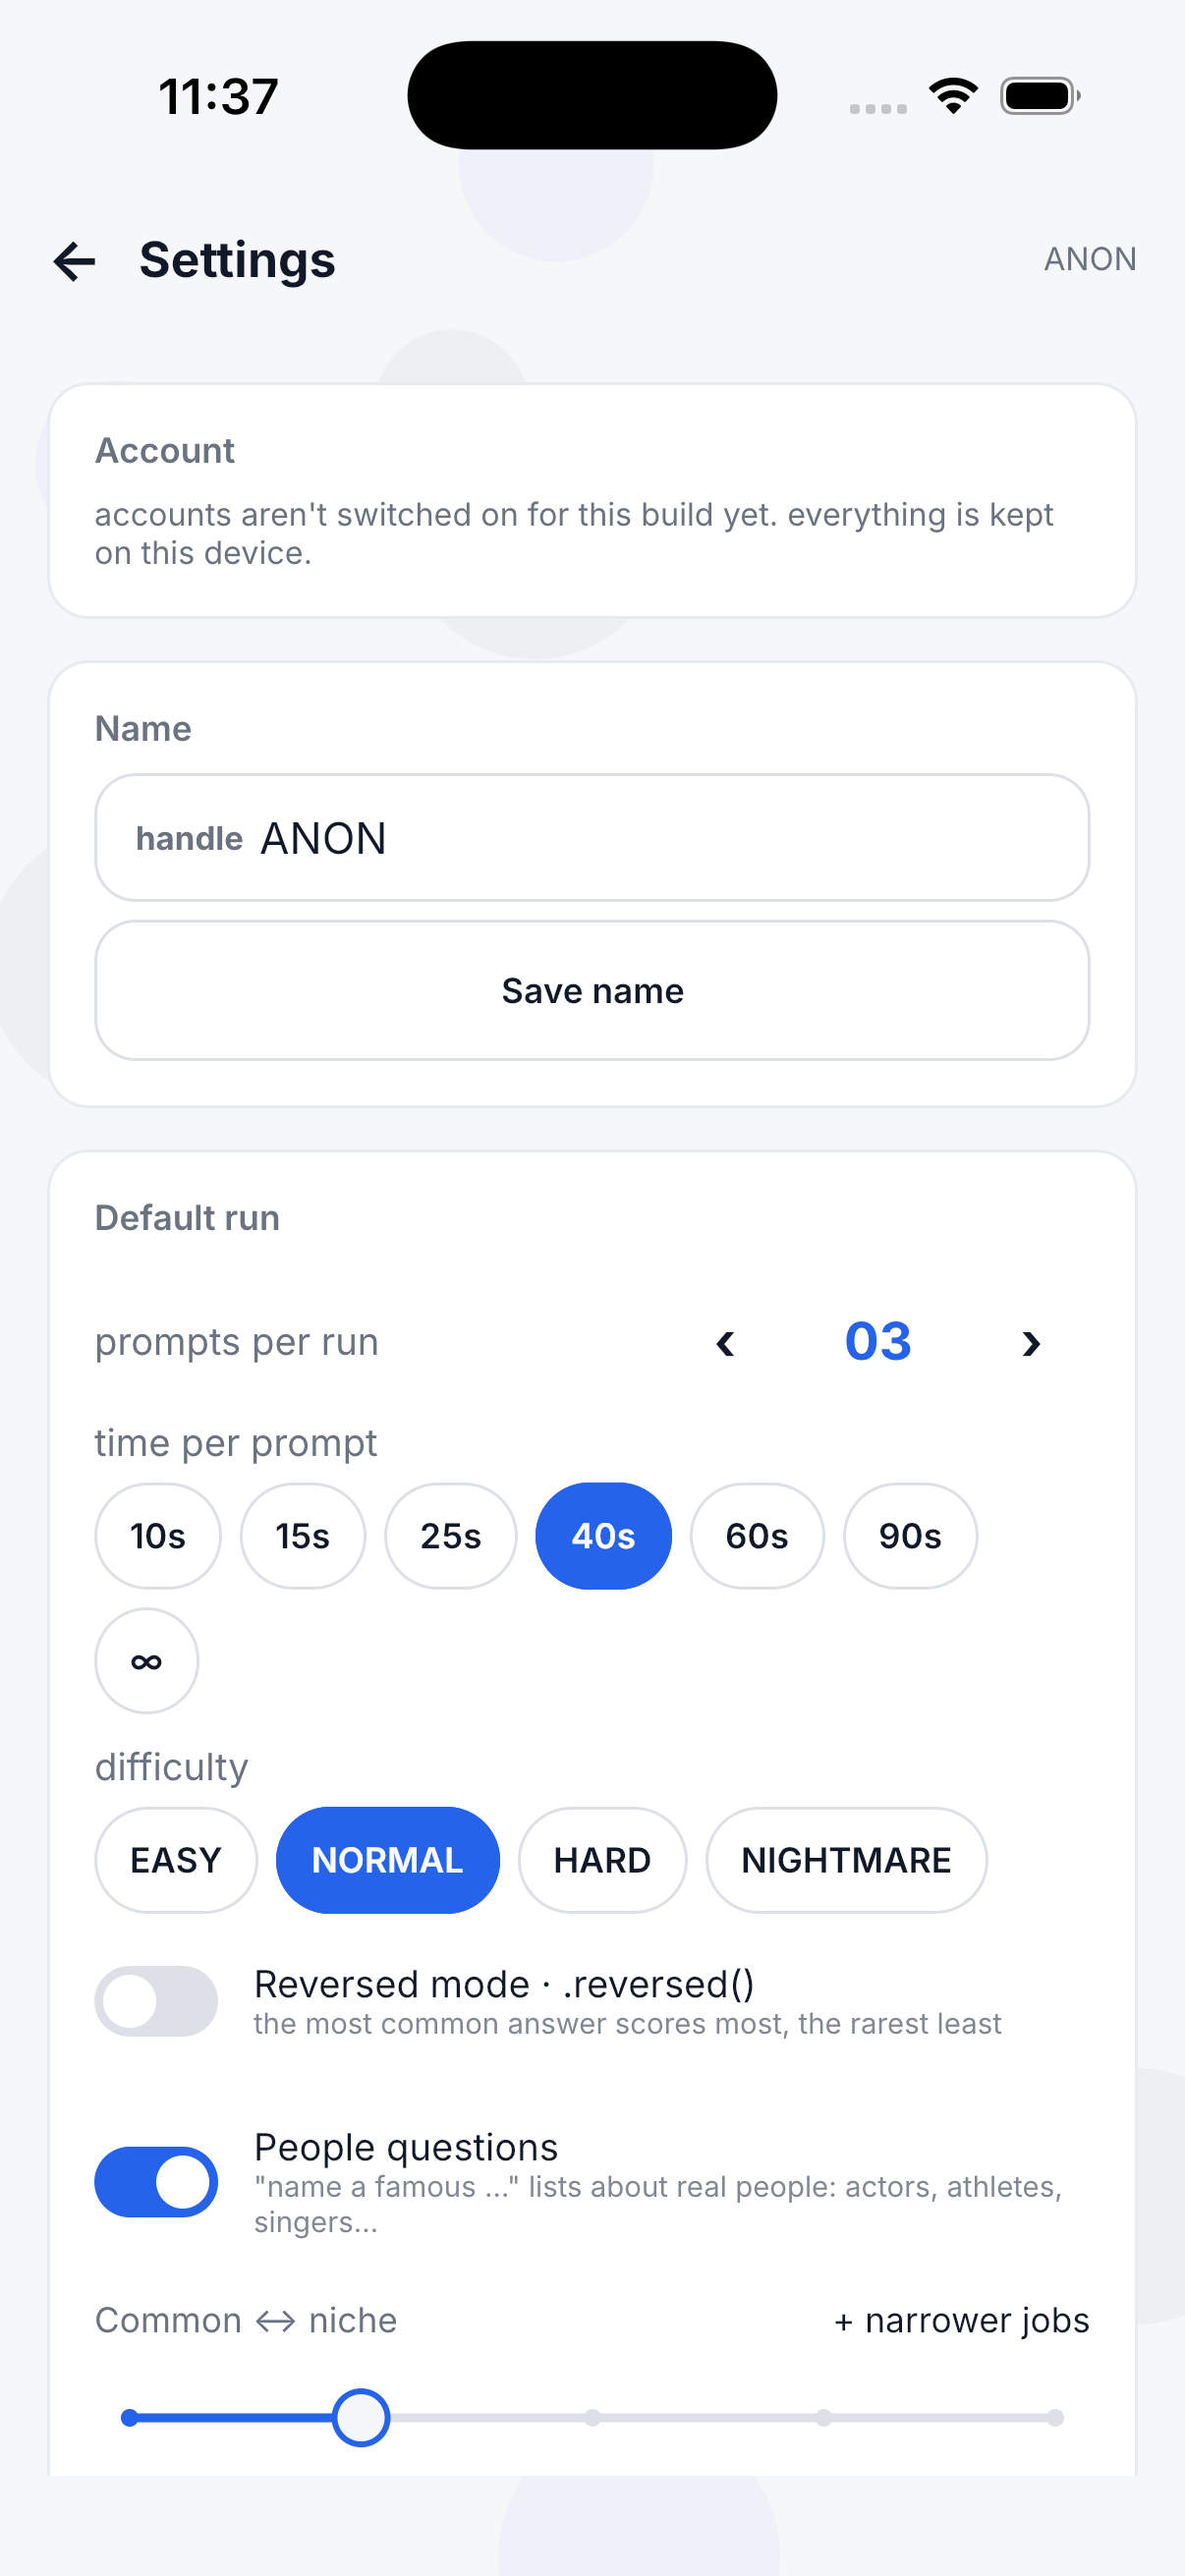 11:37
Settings
ANON
Account
accounts aren't switched on for this build yet. everything is kept
on this device.
Name
handle ANON
Save name
Default run
prompts per run ‹ 03 ›
time per prompt
10s 15s 25s 40s 60s 90s
∞
difficulty
EASY NORMAL HARD NIGHTMARE
Reversed mode · .reversed()
the most common answer scores most, the rarest least
People questions
"name a famous ..." lists about real people: actors, athletes,
singers...
Common ↔ niche + narrower jobs